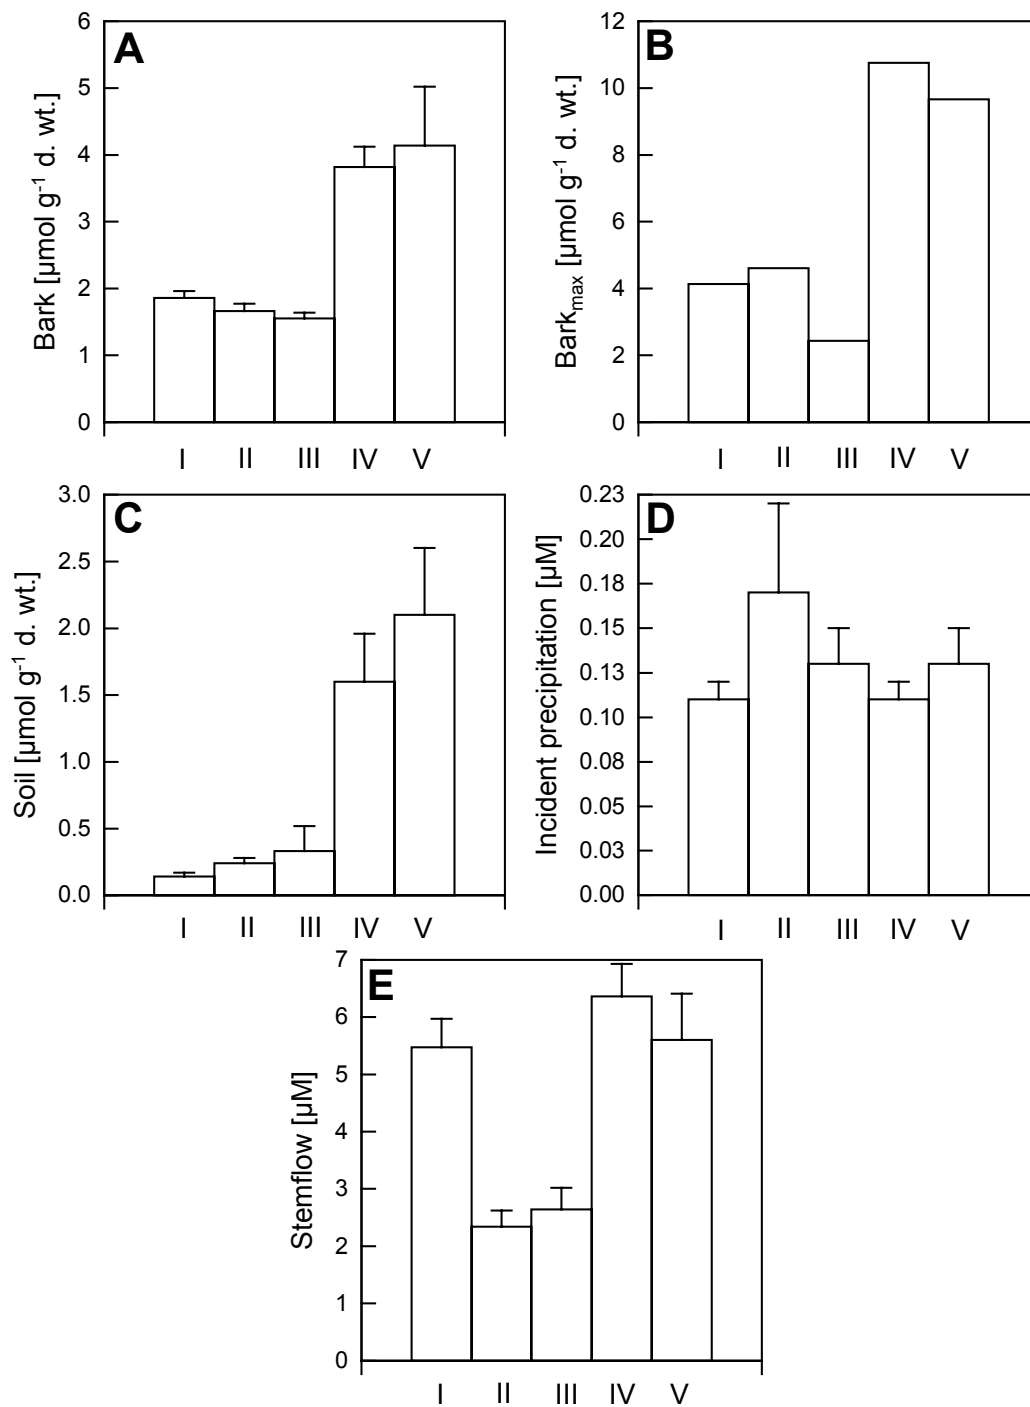 A
Bark [µmol g⁻¹ d. wt.]
6
5
4
3
2
1
0
I II III IV V
B
Barkmax [µmol g⁻¹ d. wt.]
12
10
8
6
4
2
0
I II III IV V
C
Soil [µmol g⁻¹ d. wt.]
3.0
2.5
2.0
1.5
1.0
0.5
0.0
I II III IV V
D
Incident precipitation [µM]
0.23
0.20
0.18
0.15
0.13
0.10
0.08
0.05
0.03
0.00
I II III IV V
E
Stemflow [µM]
7
6
5
4
3
2
1
0
I II III IV V